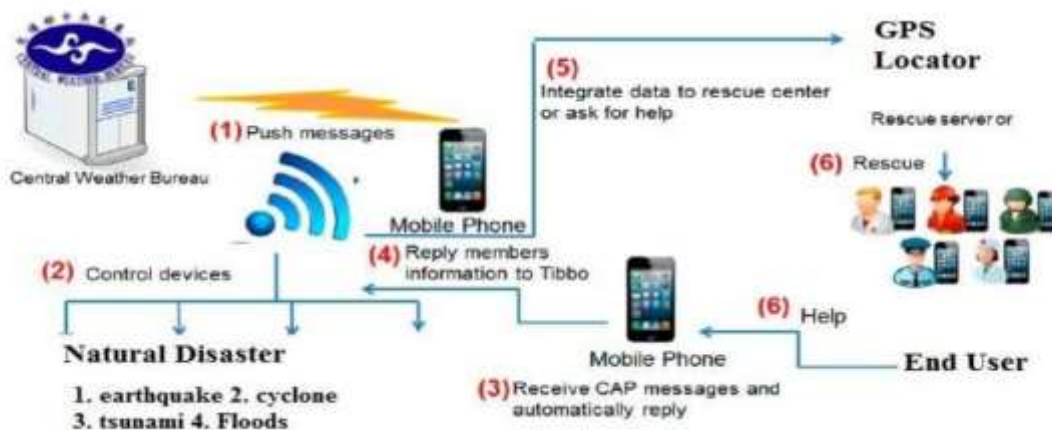 CENTRAL WEATHER BUREAU
Central Weather Bureau
(1) Push messages
Mobile Phone
(5)
Integrate data to rescue center
or ask for help
GPS
Locator
Rescue server or
(6) Rescue
(2) Control devices
(4) Reply members
information to Tibbo
Natural Disaster
1. earthquake 2. cyclone
3. tsunami 4. Floods
Mobile Phone
(3) Receive CAP messages and
automatically reply
(6) Help
End User